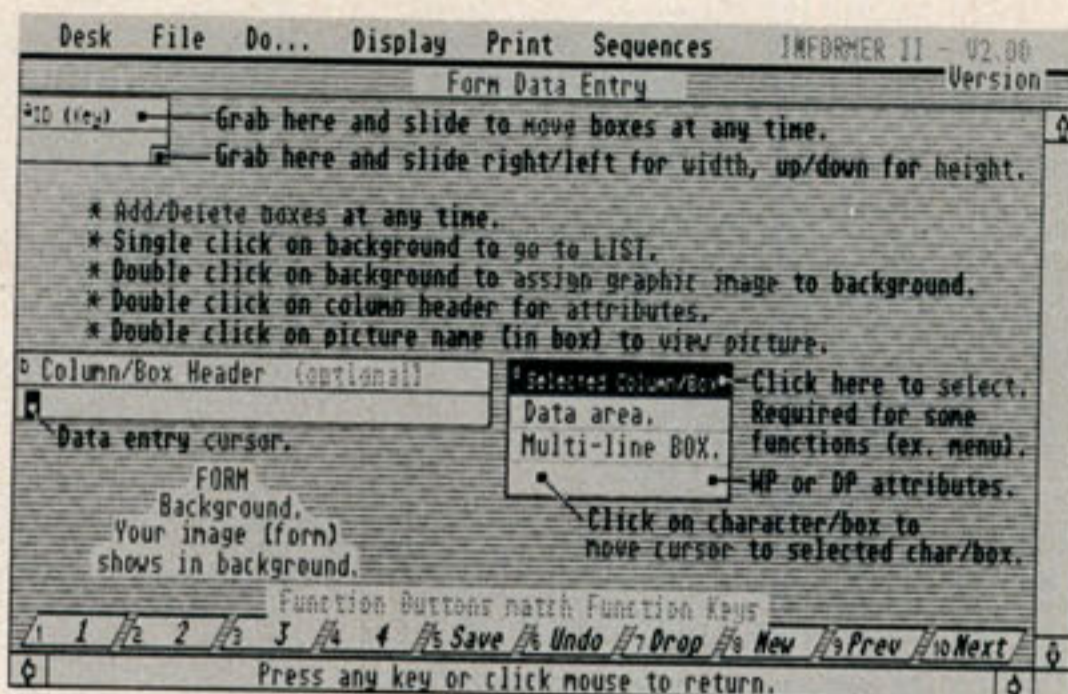 Desk File Do... Display Print Sequences INFORMER II - V2.00
Version
Form Data Entry
ID (Key)
Grab here and slide to move boxes at any time.
Grab here and slide right/left for width, up/down for height.
* Add/Delete boxes at any time.
* Single click on background to go to LIST.
* Double click on background to assign graphic image to background.
* Double click on column header for attributes.
* Double click on picture name (in box) to view picture.
Column/Box Header (optional)
Data entry cursor.
FORM
Background.
Your image (form)
shows in background.
Selected Column/Box
Data area.
Multi-line BOX.
Click here to select.
Required for some
functions (ex. menu).
WP or DP attributes.
Click on character/box to
move cursor to selected char/box.
Function Buttons match Function Keys
1 1 2 2 3 3 4 4 5 Save 6 Undo 7 Drop 8 New 9 Prev 10 Next
Press any key or click mouse to return.